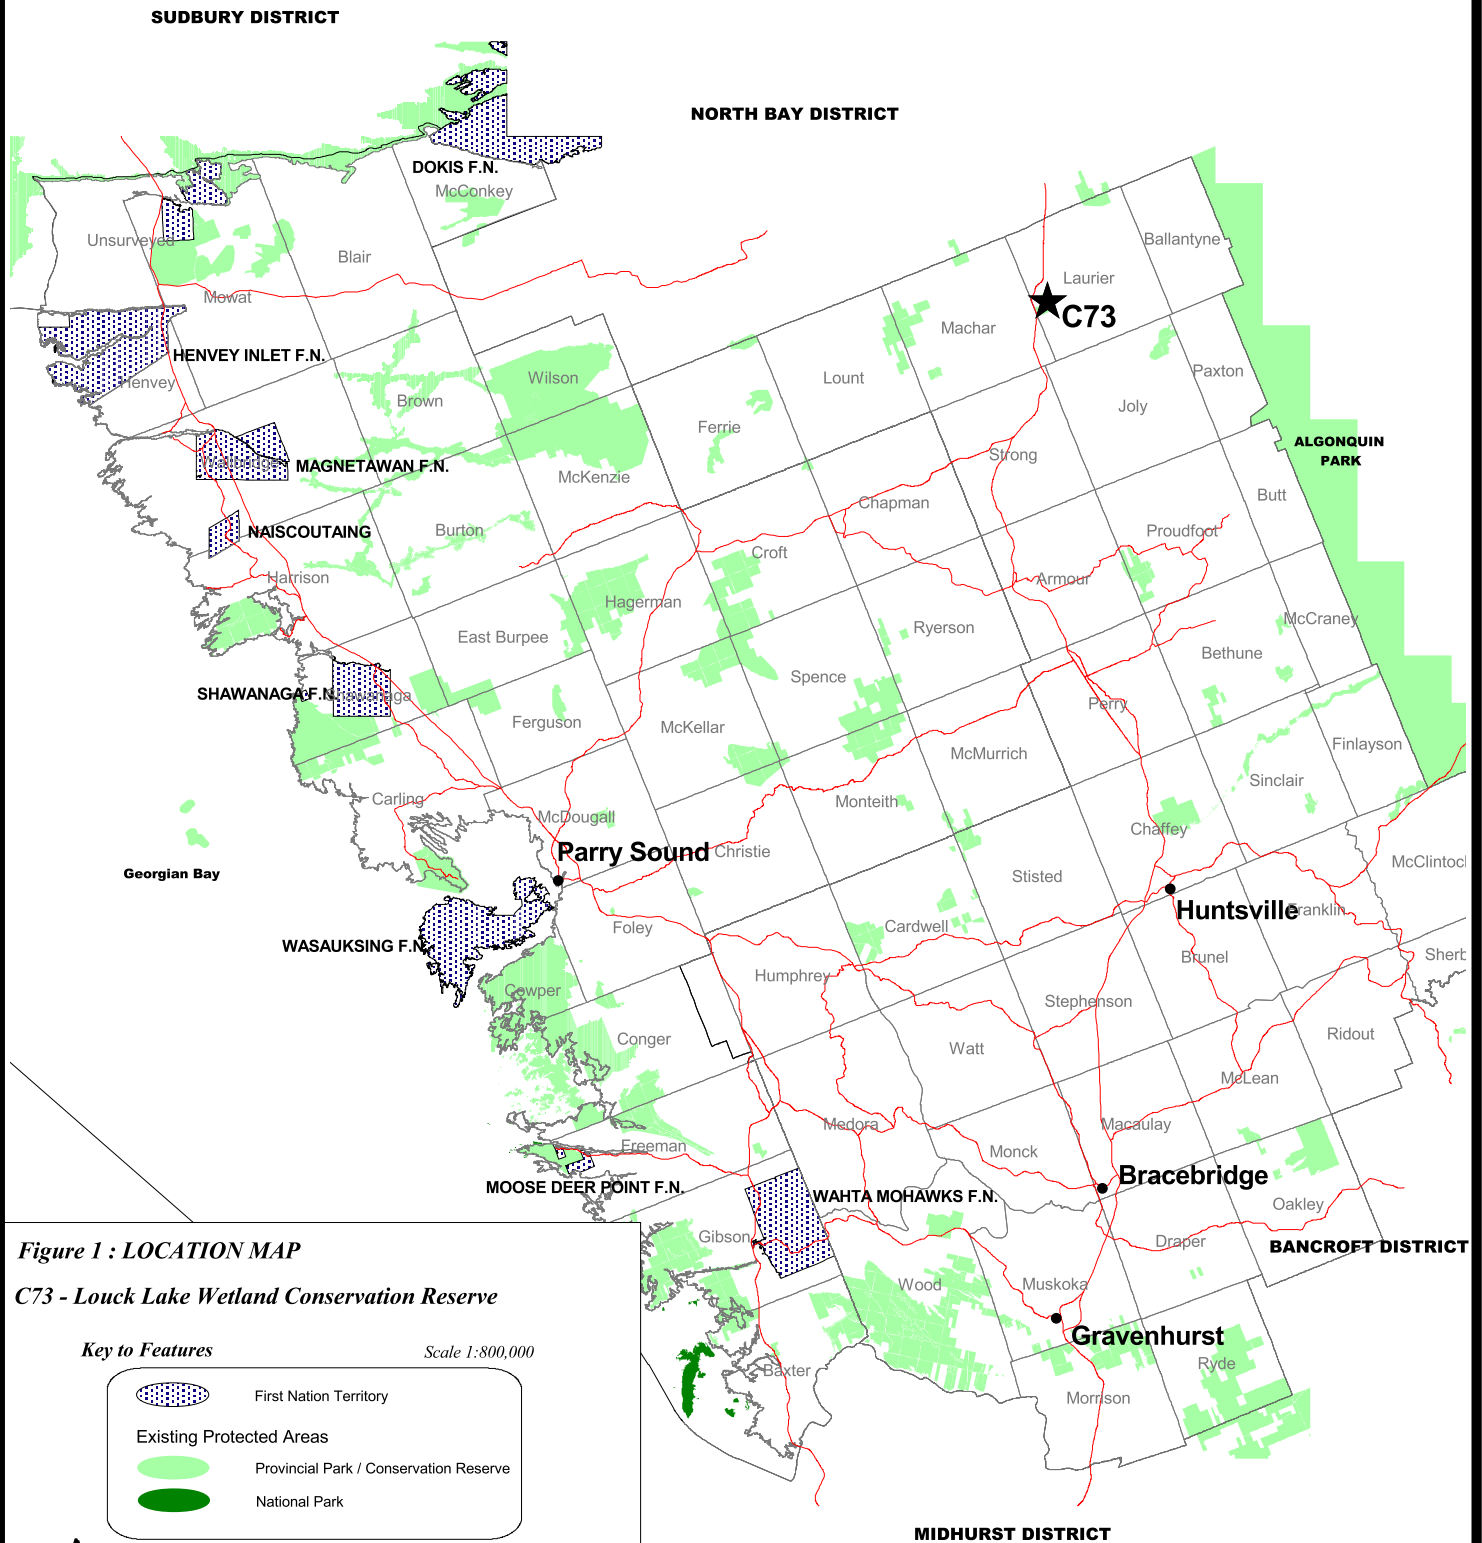 SUDBURY DISTRICT
NORTH BAY DISTRICT
DOKIS F.N.
McConkey
Unsurveyed
Blair
Ballantyne
Laurier
Mowat
C73
Machar
HENVEY INLET F.N.
Henvey
Wilson
Lount
Paxton
Brown
Joly
Ferrie
ALGONQUIN
PARK
Strong
MAGNETAWAN F.N.
McKenzie
Butt
Chapman
NAISCOUTAING
Burton
Proudfoot
Croft
Harrison
Armour
Hagerman
McCraney
Ryerson
East Burpee
Bethune
Spence
SHAWANAGA F.N.
Shawanaga
Perry
Ferguson
McKellar
Finlayson
McMurrich
Sinclair
Carling
Monteith
McDougall
Chaffey
Parry Sound
Christie
McClintock
Georgian Bay
Stisted
Huntsville
Franklin
Cardwell
Foley
WASAUKSING F.N.
Brunel
Sherb
Humphrey
Cowper
Stephenson
Conger
Ridout
Watt
McLean
Medora
Macaulay
Freeman
Monck
Bracebridge
MOOSE DEER POINT F.N.
WAHTA MOHAWKS F.N.
Oakley
Gibson
Draper
BANCROFT DISTRICT
Figure 1 : LOCATION MAP
Wood
Muskoka
C73 - Louck Lake Wetland Conservation Reserve
Gravenhurst
Key to Features
Scale 1:800,000
Ryde
Baxter
First Nation Territory
Morrison
Existing Protected Areas
Provincial Park / Conservation Reserve
National Park
MIDHURST DISTRICT